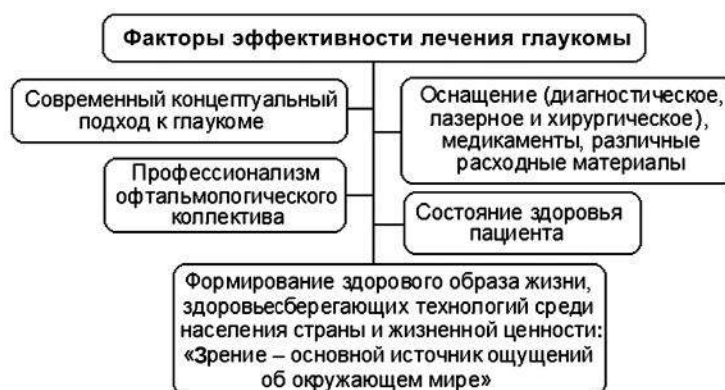 Факторы эффективности лечения глаукомы
Современный концептуальный
подход к глаукоме
Оснащение (диагностическое,
лазерное и хирургическое),
медикаменты, различные
расходные материалы
Профессионализм
офтальмологического
коллектива
Состояние здоровья
пациента
Формирование здорового образа жизни,
здоровьесберегающих технологий среди
населения страны и жизненной ценности:
«Зрение – основной источник ощущений
об окружающем мире»